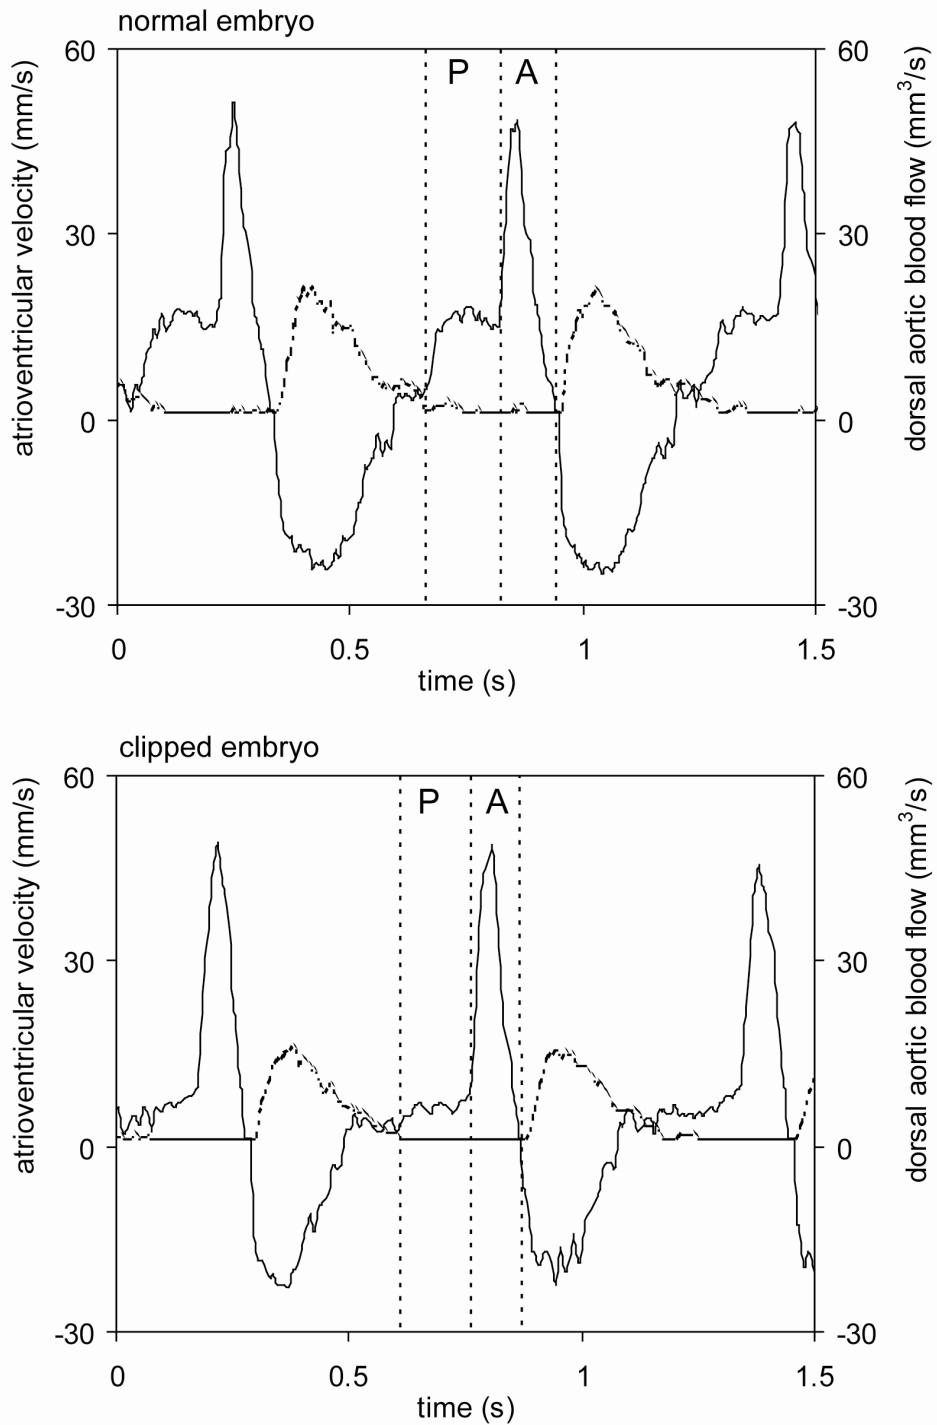 normal embryo
60
60
P
A
atrioventricular velocity (mm/s)
dorsal aortic blood flow (mm³/s)
30
30
0
0
-30
-30
0
0.5
1
1.5
time (s)
clipped embryo
60
60
P
A
atrioventricular velocity (mm/s)
dorsal aortic blood flow (mm³/s)
30
30
0
0
-30
-30
0
0.5
1
1.5
time (s)